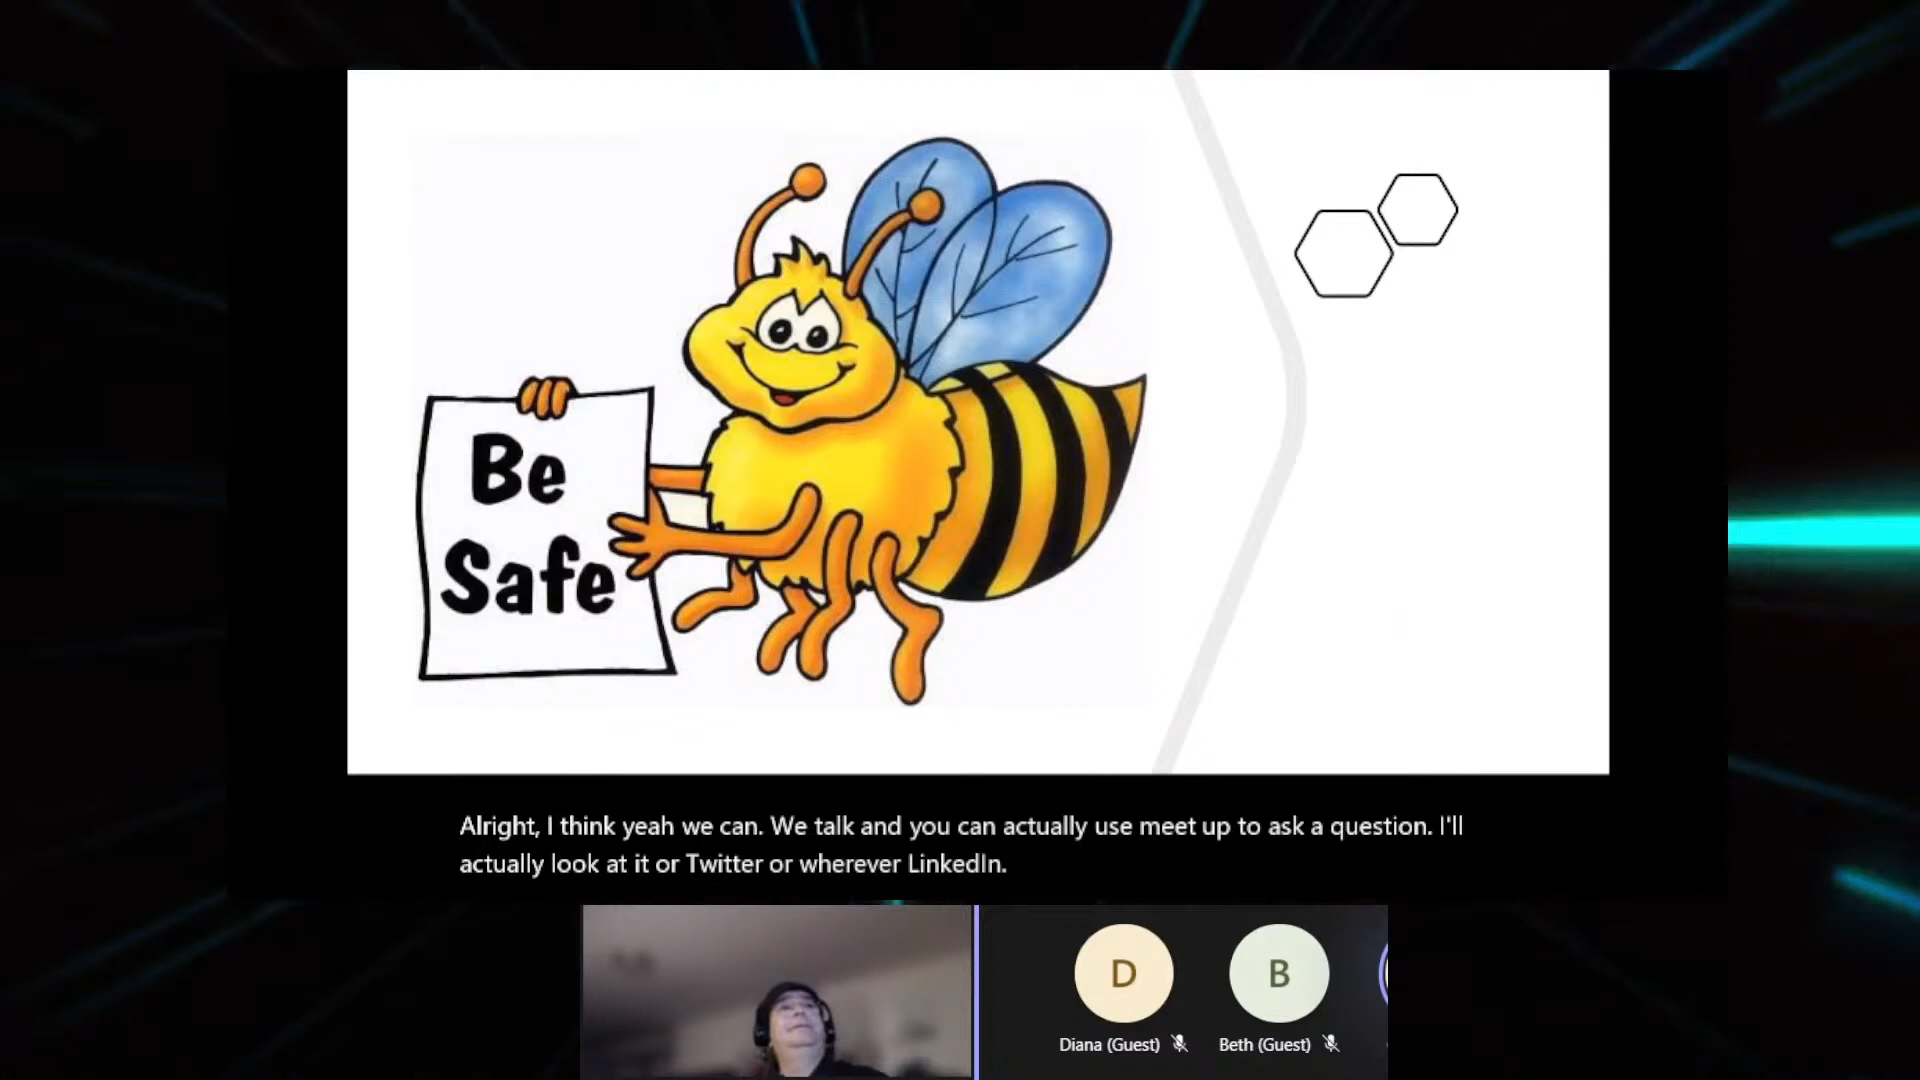 Be
Safe
Alright, I think yeah we can. We talk and you can actually use meet up to ask a question. I'll
actually look at it or Twitter or wherever LinkedIn.
D
B
Diana (Guest)
Beth (Guest)